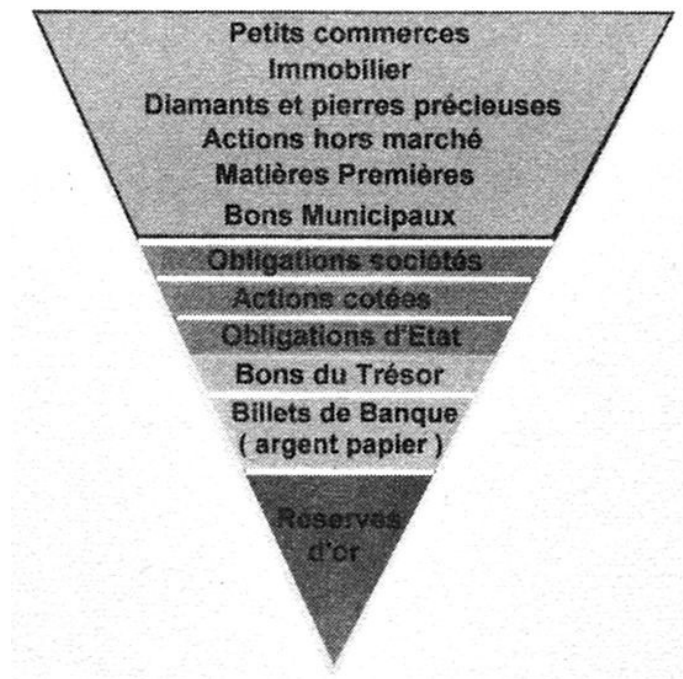 Petits commerces
Immobilier
Diamants et pierres précieuses
Actions hors marché
Matières Premières
Bons Municipaux
Obligations sociétés
Actions cotées
Obligations d'Etat
Bons du Trésor
Billets de Banque
( argent papier )
Reserves
d'or